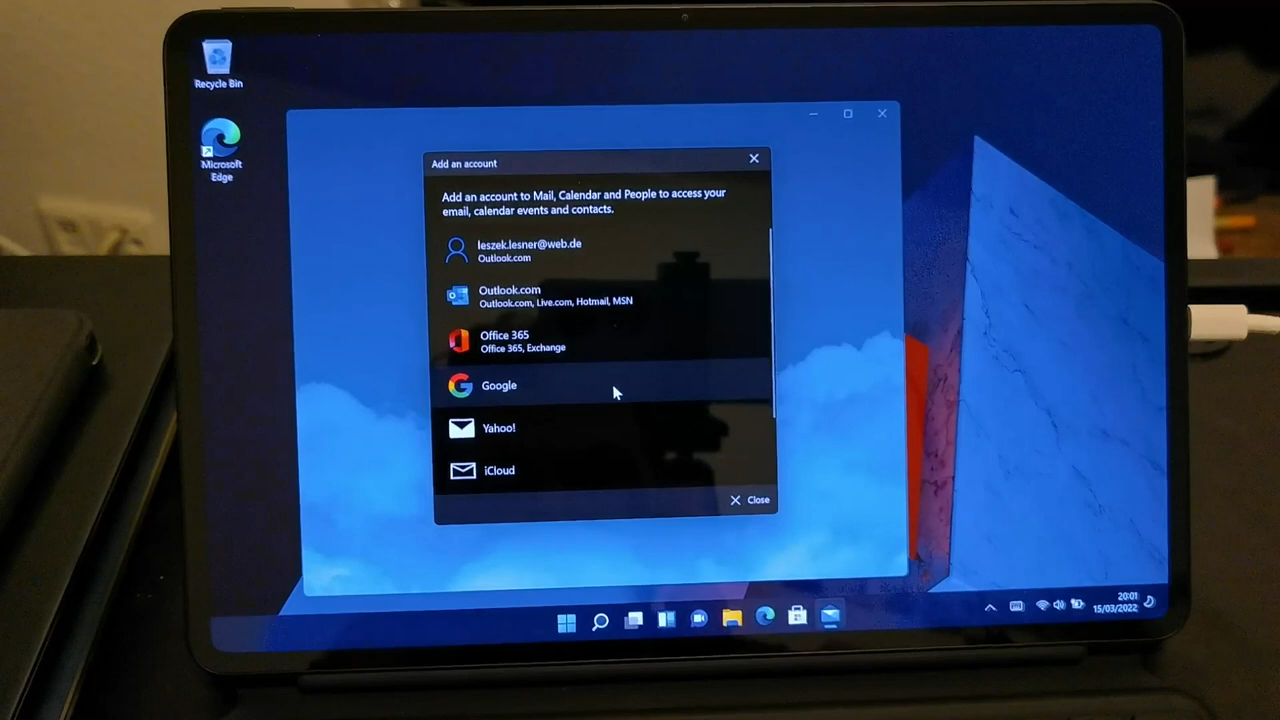 Recycle Bin
Microsoft
Edge
Add an account
Add an account to Mail, Calendar and People to access your
email, calendar events and contacts.
leszek.lesner@web.de
Outlook.com
Outlook.com
Outlook.com, Live.com, Hotmail, MSN
Office 365
Office 365, Exchange
Google
Yahoo!
iCloud
Close
20:01
15/03/2022